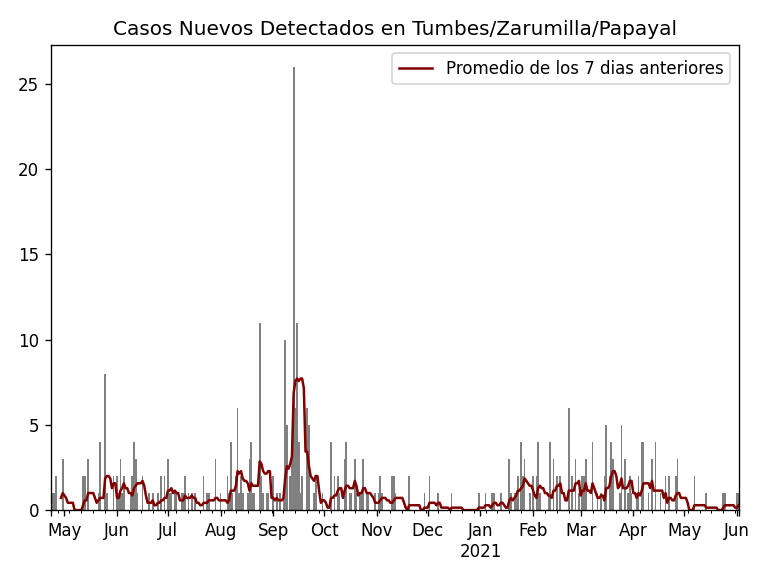 Casos Nuevos Detectados en Tumbes/Zarumilla/Papayal
Promedio de los 7 dias anteriores
25
20
15
10
5
0
May Jun Jul Aug Sep Oct Nov Dec Jan Feb Mar Apr May Jun
2021